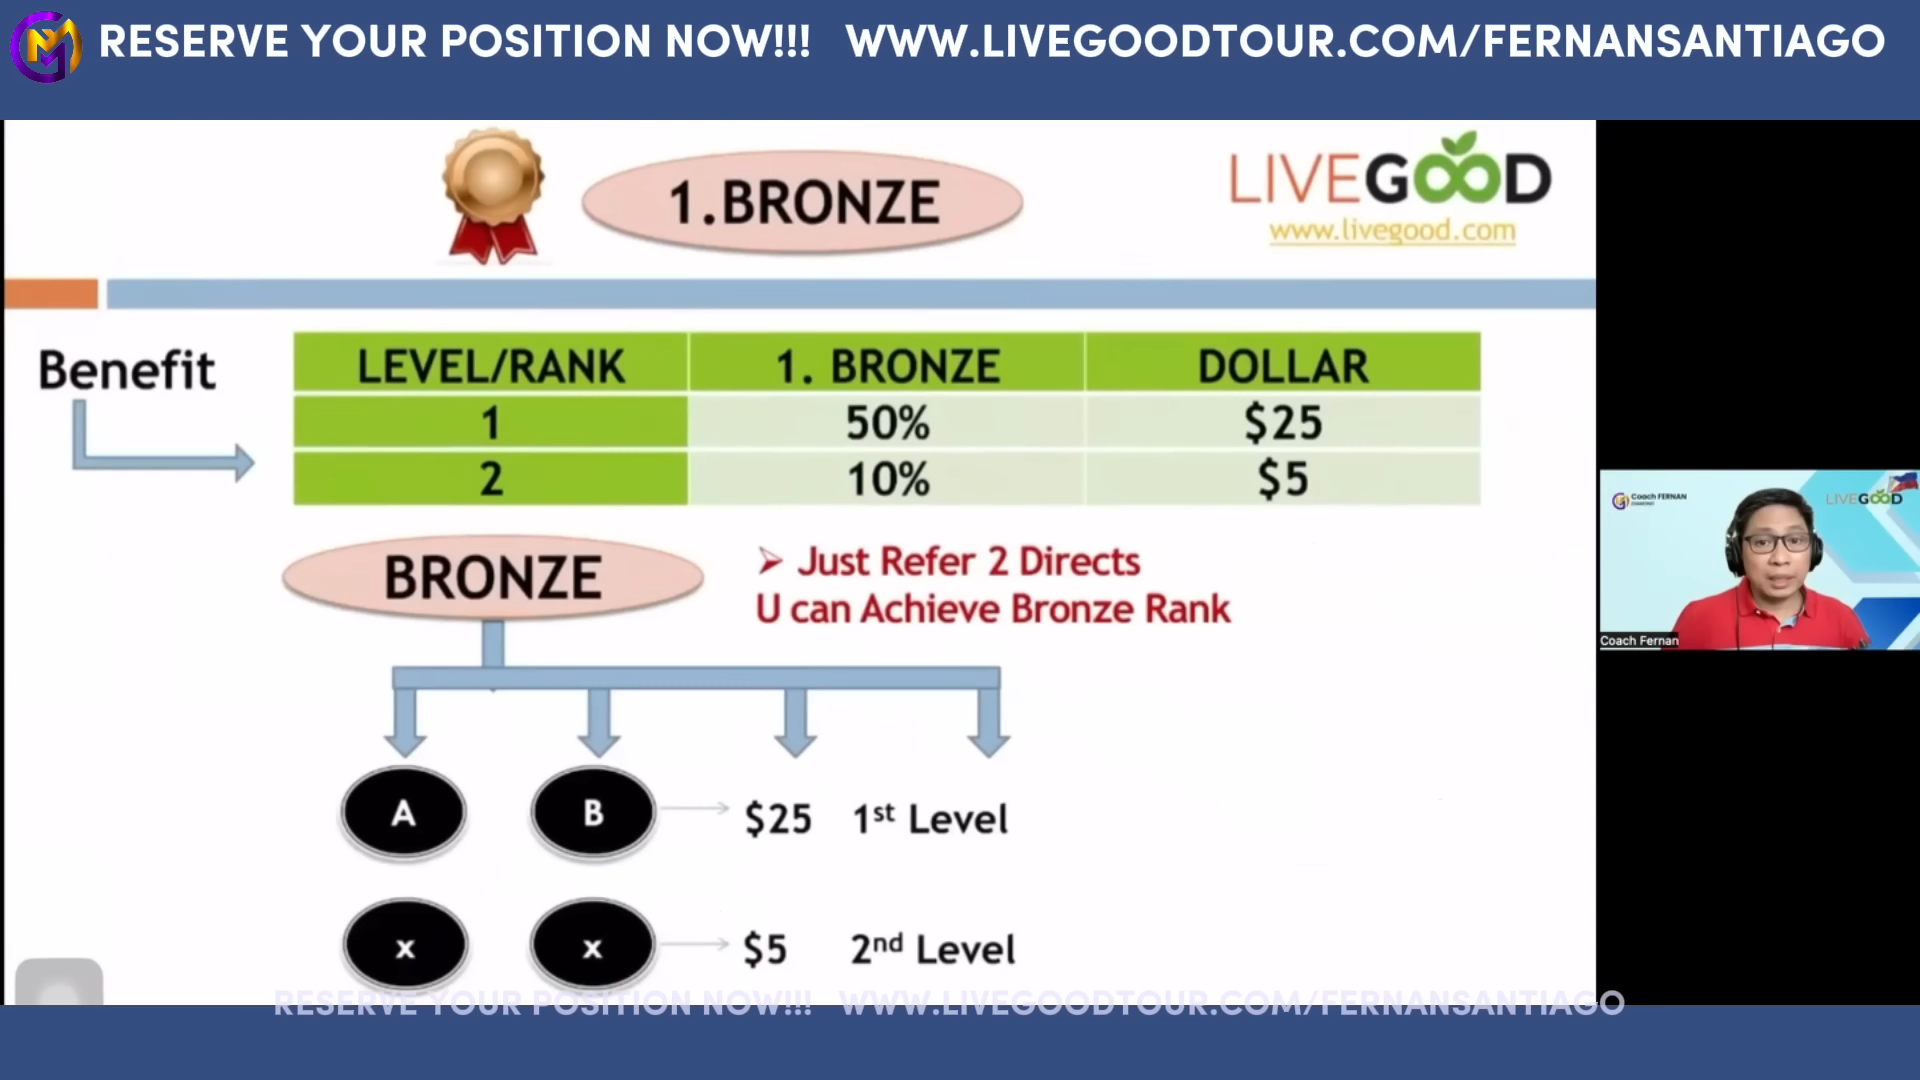 RESERVE YOUR POSITION NOW!!! WWW.LIVEGOODTOUR.COM/FERNANSANTIAGO
1.BRONZE
LIVEGOOD
www.livegood.com
Benefit
LEVEL/RANK 1. BRONZE DOLLAR
1 50% $25
2 10% $5
BRONZE
➢ Just Refer 2 Directs
U can Achieve Bronze Rank
A B $25 1st Level
x x $5 2nd Level
Coach FERNAN
DIAMOND
LIVEGOOD
Coach Fernan
RESERVE YOUR POSITION NOW!!! WWW.LIVEGOODTOUR.COM/FERNANSANTIAGO